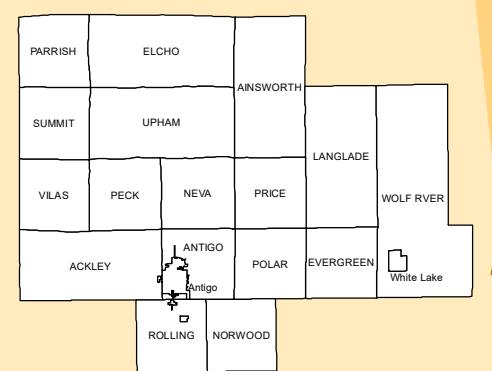 PARRISH
ELCHO
AINSWORTH
SUMMIT
UPHAM
LANGLADE
VILAS
PECK
NEVA
PRICE
WOLF RVER
ANTIGO
ACKLEY
POLAR
EVERGREEN
White Lake
Antigo
ROLLING
NORWOOD